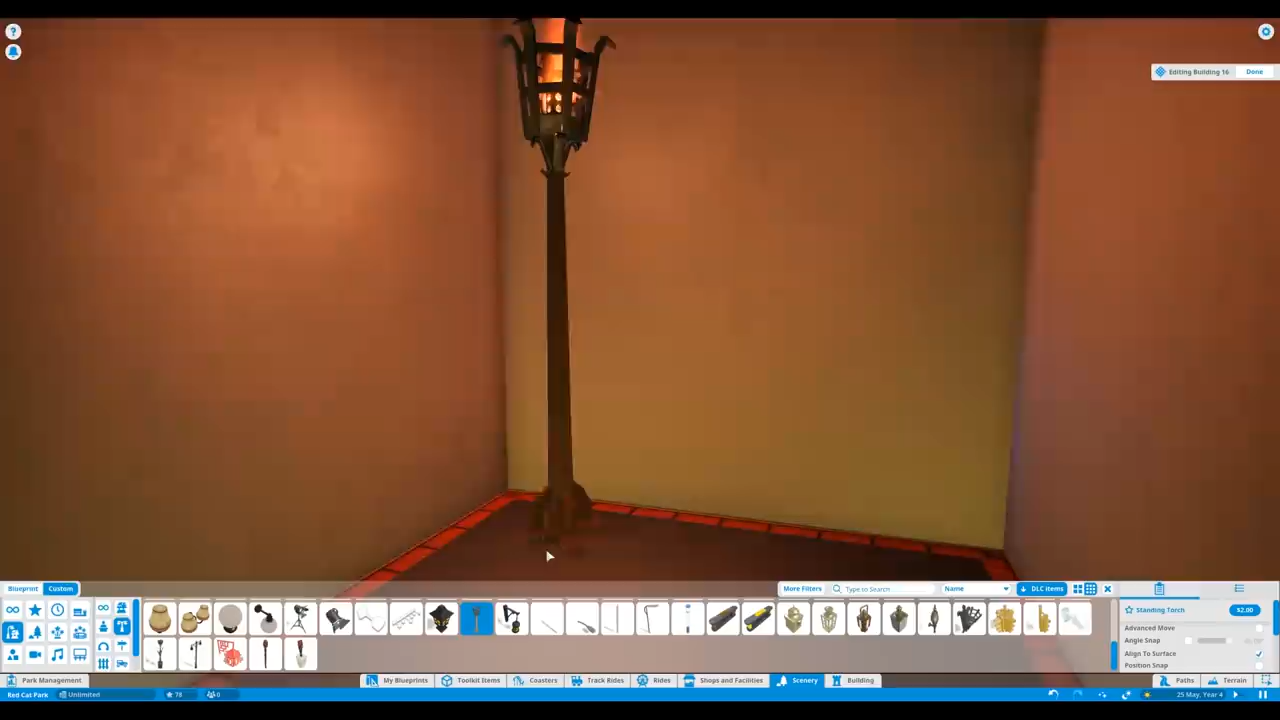 Editing Building 16 Done
Blueprint Custom More Filters Type to Search Name DLC Items
Standing Torch $2.00
Advanced Move
Angle Snap
Align To Surface
Position Snap
Park Management My Blueprints Toolkit Items Coasters Track Rides Rides Shops and Facilities Scenery Building Paths Terrain
Red Cat Park Unlimited 78 0 25 May, Year 4